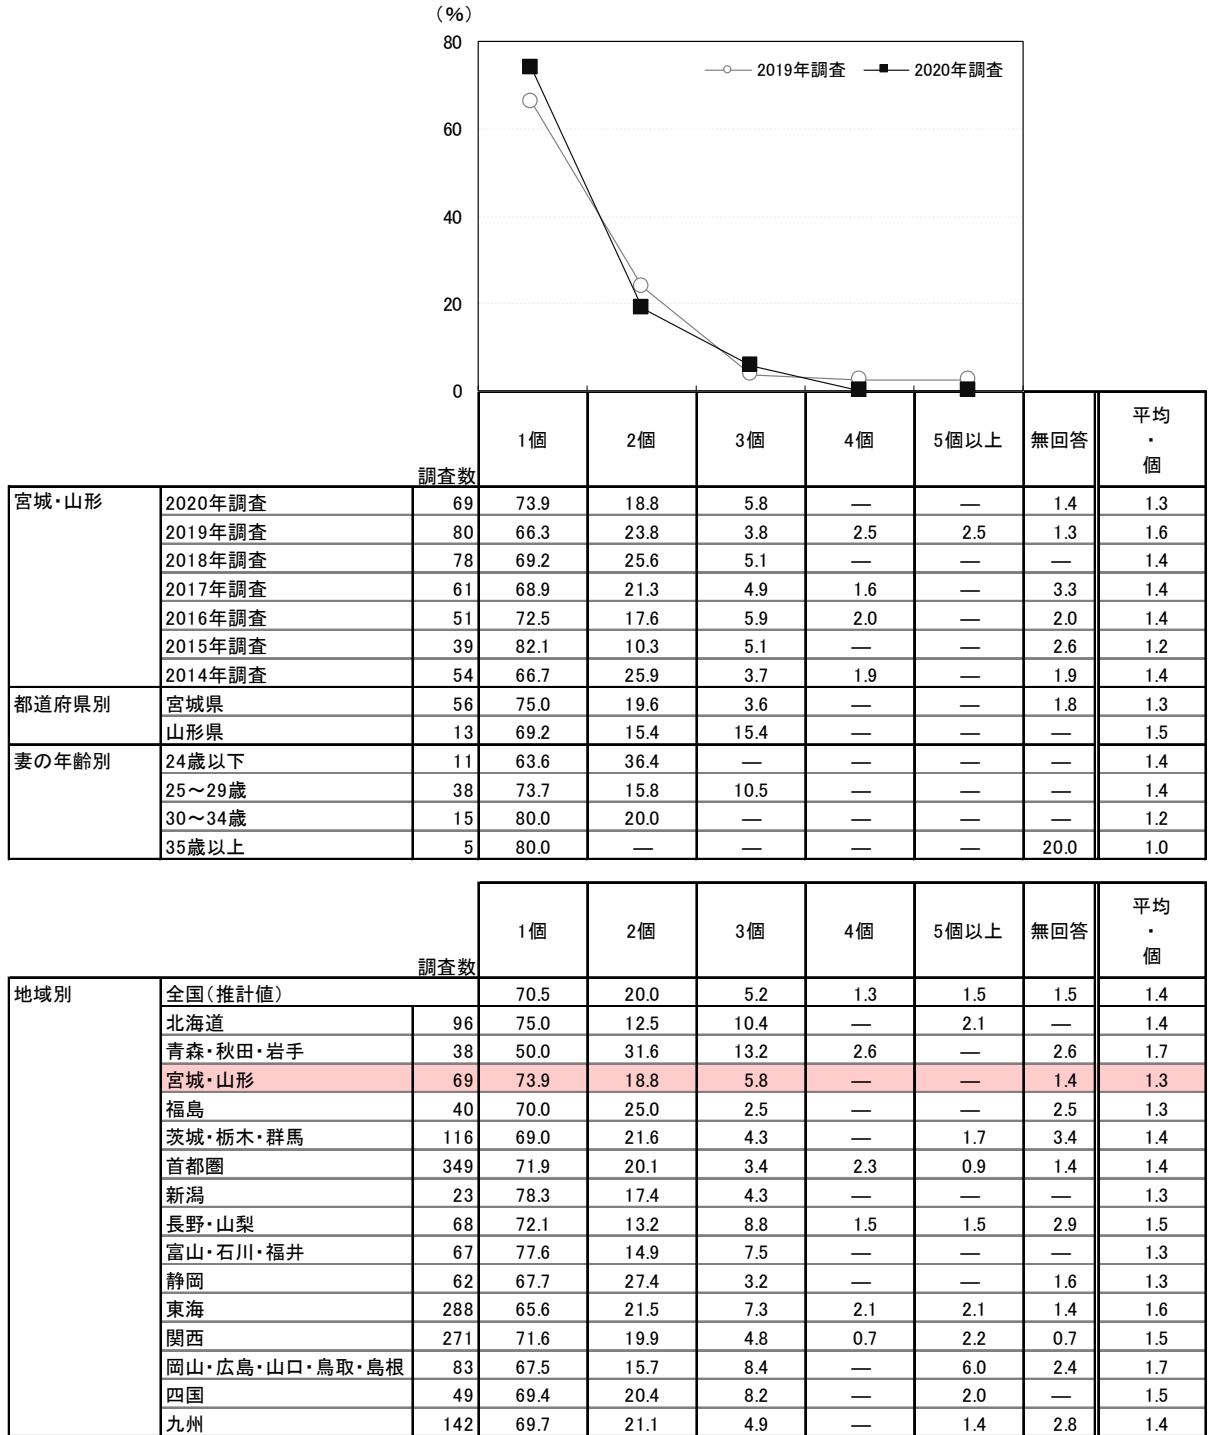 (%)
80
○ 2019年調査 ■ 2020年調査
60
40
20
0
調査数 1個 2個 3個 4個 5個以上 無回答 平均・個
宮城・山形 2020年調査 69 73.9 18.8 5.8 — — 1.4 1.3
2019年調査 80 66.3 23.8 3.8 2.5 2.5 1.3 1.6
2018年調査 78 69.2 25.6 5.1 — — — 1.4
2017年調査 61 68.9 21.3 4.9 1.6 — 3.3 1.4
2016年調査 51 72.5 17.6 5.9 2.0 — 2.0 1.4
2015年調査 39 82.1 10.3 5.1 — — 2.6 1.2
2014年調査 54 66.7 25.9 3.7 1.9 — 1.9 1.4
都道府県別 宮城県 56 75.0 19.6 3.6 — — 1.8 1.3
山形県 13 69.2 15.4 15.4 — — — 1.5
妻の年齢別 24歳以下 11 63.6 36.4 — — — — 1.4
25～29歳 38 73.7 15.8 10.5 — — — 1.4
30～34歳 15 80.0 20.0 — — — — 1.2
35歳以上 5 80.0 — — — — 20.0 1.0
調査数 1個 2個 3個 4個 5個以上 無回答 平均・個
地域別 全国(推計値) 70.5 20.0 5.2 1.3 1.5 1.5 1.4
北海道 96 75.0 12.5 10.4 — 2.1 — 1.4
青森・秋田・岩手 38 50.0 31.6 13.2 2.6 — 2.6 1.7
宮城・山形 69 73.9 18.8 5.8 — — 1.4 1.3
福島 40 70.0 25.0 2.5 — — 2.5 1.3
茨城・栃木・群馬 116 69.0 21.6 4.3 — 1.7 3.4 1.4
首都圏 349 71.9 20.1 3.4 2.3 0.9 1.4 1.4
新潟 23 78.3 17.4 4.3 — — — 1.3
長野・山梨 68 72.1 13.2 8.8 1.5 1.5 2.9 1.5
富山・石川・福井 67 77.6 14.9 7.5 — — — 1.3
静岡 62 67.7 27.4 3.2 — — 1.6 1.3
東海 288 65.6 21.5 7.3 2.1 2.1 1.4 1.6
関西 271 71.6 19.9 4.8 0.7 2.2 0.7 1.5
岡山・広島・山口・鳥取・島根 83 67.5 15.7 8.4 — 6.0 2.4 1.7
四国 49 69.4 20.4 8.2 — 2.0 — 1.5
九州 142 69.7 21.1 4.9 — 1.4 2.8 1.4